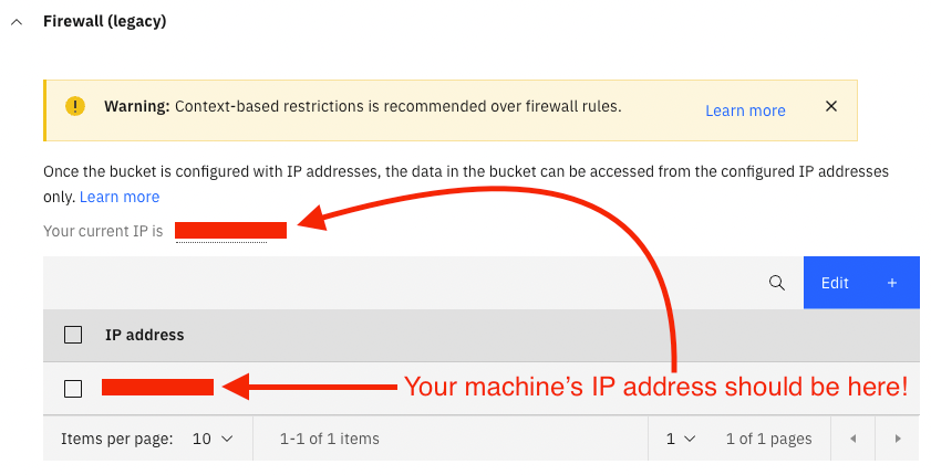 Firewall (legacy)
Warning: Context-based restrictions is recommended over firewall rules.
Learn more
Once the bucket is configured with IP addresses, the data in the bucket can be accessed from the configured IP addresses
only. Learn more
Your current IP is
Edit +
IP address
Your machine’s IP address should be here!
Items per page: 10
1-1 of 1 items
1
1 of 1 pages